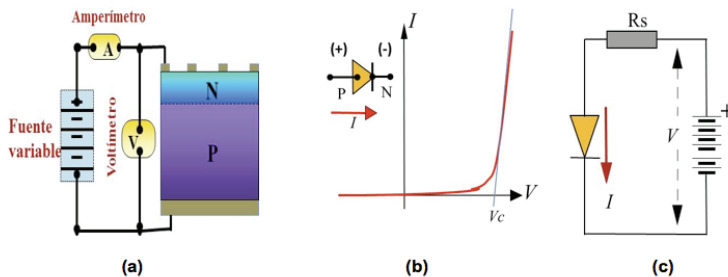 Amperímetro
A
Fuente
variable
Voltímetro
V
N
P
(a)
(+) (-)
P N
I
I
V
Vc
(b)
Rs
I
V
+
(c)